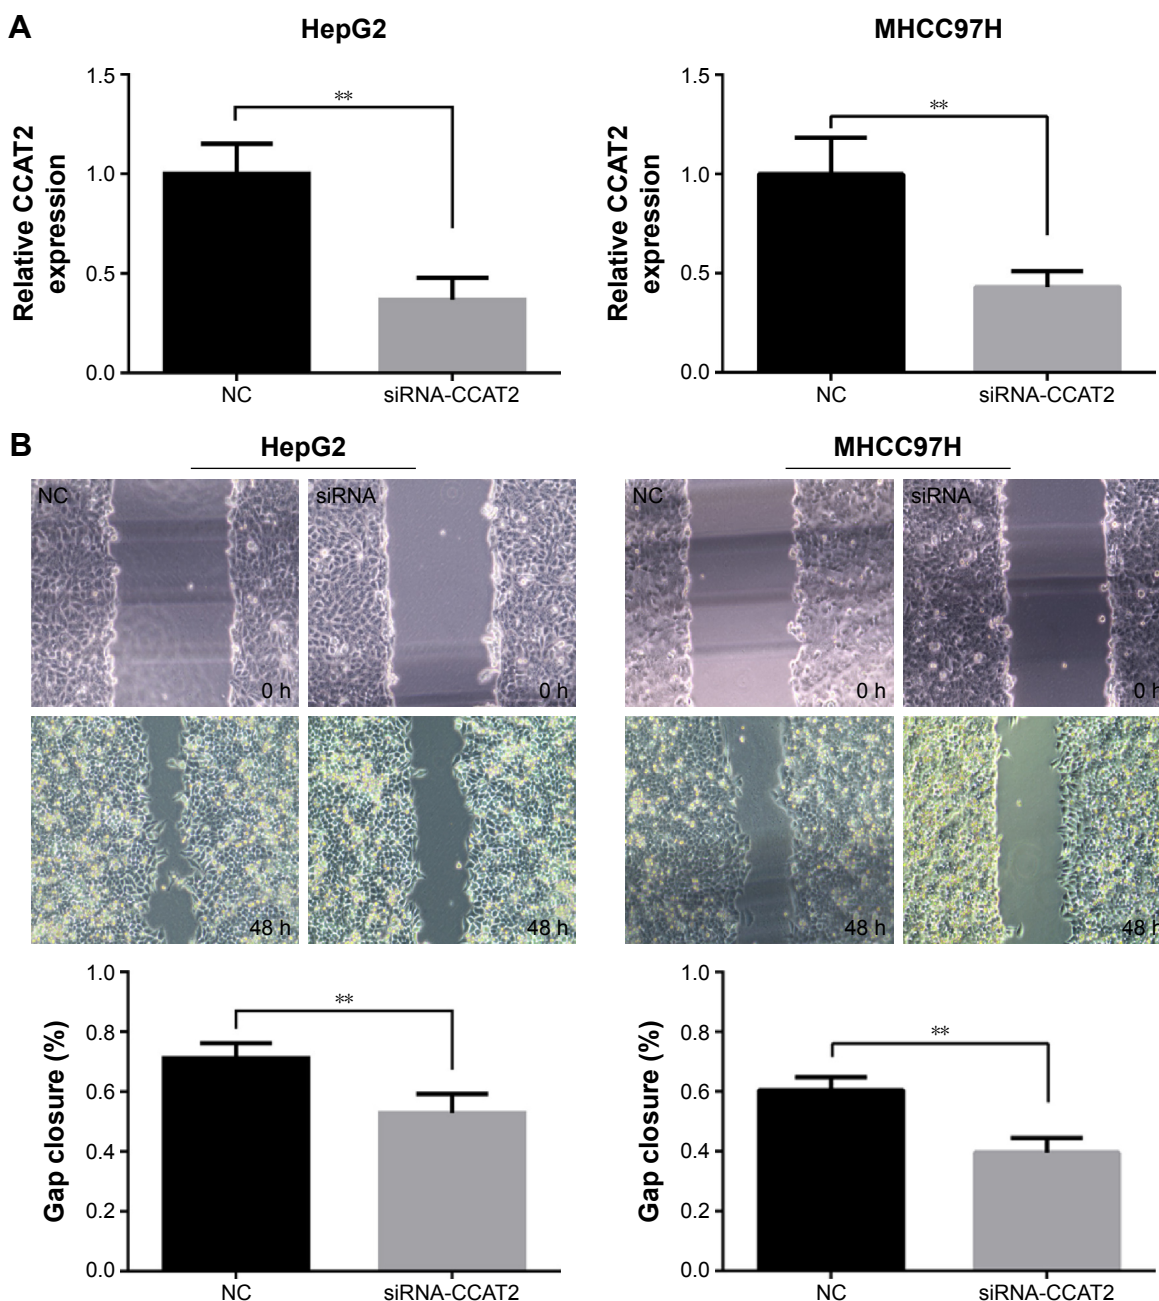 A
HepG2
MHCC97H
Relative CCAT2
expression
1.5
1.0
0.5
0.0
**
NC
siRNA-CCAT2
Relative CCAT2
expression
1.5
1.0
0.5
0.0
**
NC
siRNA-CCAT2
B
HepG2
MHCC97H
NC
siRNA
NC
siRNA
0 h
0 h
0 h
0 h
48 h
48 h
48 h
48 h
Gap closure (%)
1.0
0.8
0.6
0.4
0.2
0.0
**
NC
siRNA-CCAT2
Gap closure (%)
1.0
0.8
0.6
0.4
0.2
0.0
**
NC
siRNA-CCAT2